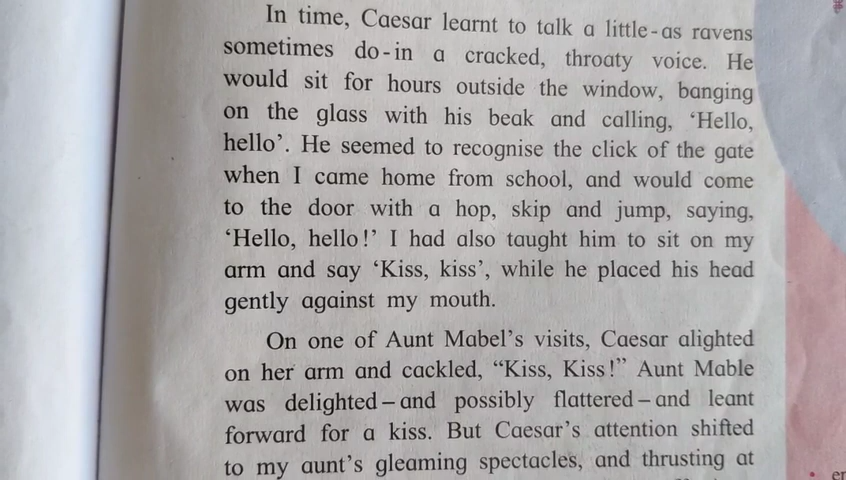 In time, Caesar learnt to talk a little-as ravens
sometimes do-in a cracked, throaty voice. He
would sit for hours outside the window, banging
on the glass with his beak and calling, ‘Hello,
hello’. He seemed to recognise the click of the gate
when I came home from school, and would come
to the door with a hop, skip and jump, saying,
‘Hello, hello!’ I had also taught him to sit on my
arm and say ‘Kiss, kiss’, while he placed his head
gently against my mouth.
On one of Aunt Mabel’s visits, Caesar alighted
on her arm and cackled, “Kiss, Kiss!” Aunt Mable
was delighted–and possibly flattered–and leant
forward for a kiss. But Caesar’s attention shifted
to my aunt’s gleaming spectacles, and thrusting at